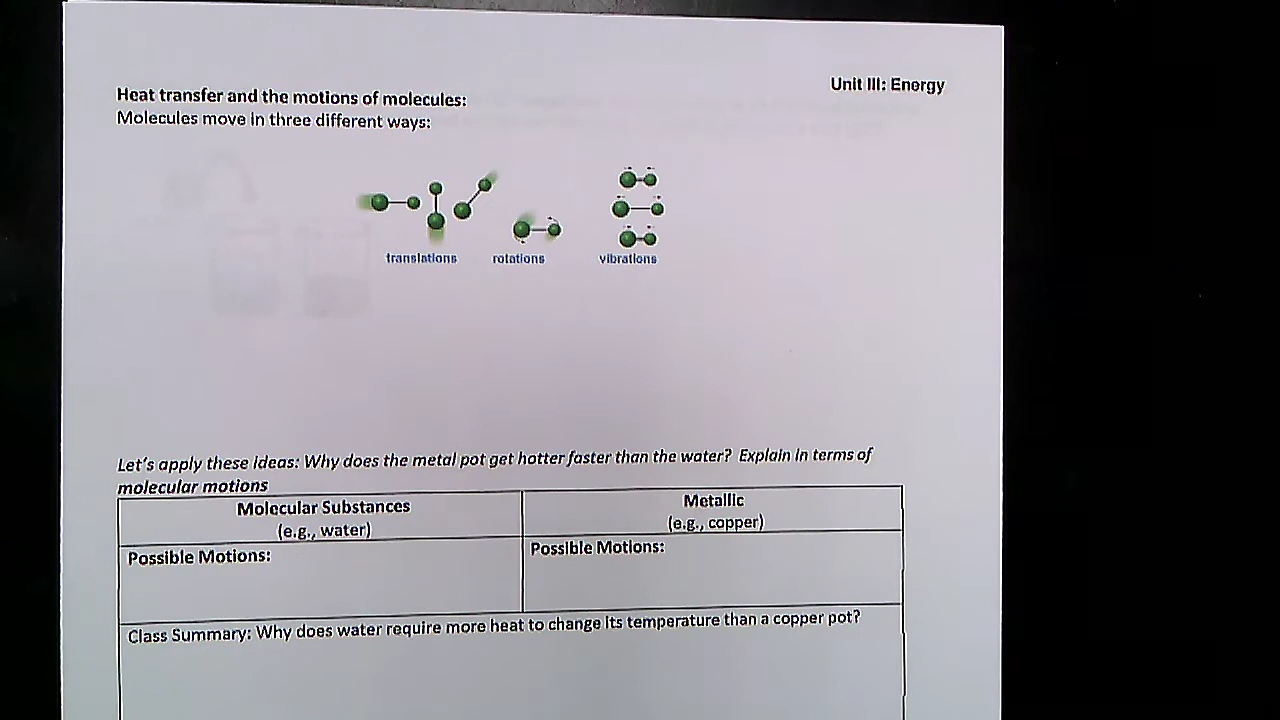 Unit III: Energy
Heat transfer and the motions of molecules:
Molecules move in three different ways:
translations rotations vibrations
Let's apply these ideas: Why does the metal pot get hotter faster than the water? Explain in terms of
molecular motions
Molecular Substances
(e.g., water)
Metallic
(e.g., copper)
Possible Motions:
Possible Motions:
Class Summary: Why does water require more heat to change its temperature than a copper pot?